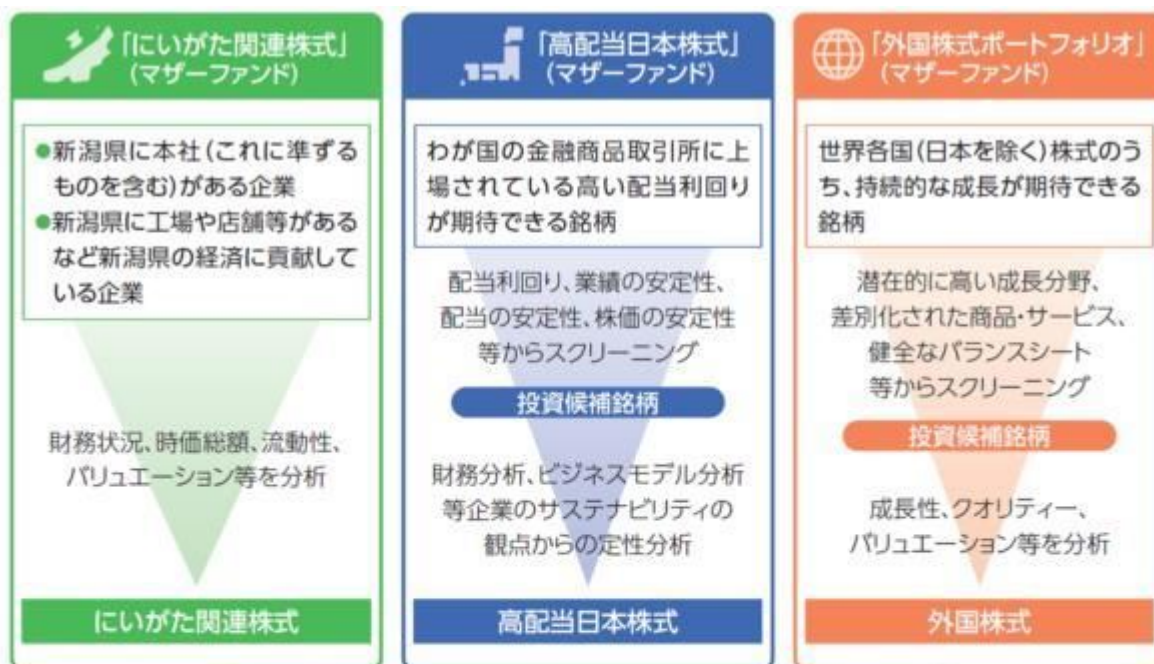 「にいがた関連株式」
(マザーファンド)
●新潟県に本社(これに準ずる
ものを含む)がある企業
●新潟県に工場や店舗等がある
など新潟県の経済に貢献して
いる企業
財務状況、時価総額、流動性、
バリュエーション等を分析
にいがた関連株式
「高配当日本株式」
(マザーファンド)
わが国の金融商品取引所に上
場されている高い配当利回り
が期待できる銘柄
配当利回り、業績の安定性、
配当の安定性、株価の安定性
等からスクリーニング
投資候補銘柄
財務分析、ビジネスモデル分析
等企業のサステナビリティの
観点からの定性分析
高配当日本株式
「外国株式ポートフォリオ」
(マザーファンド)
世界各国(日本を除く)株式のう
ち、持続的な成長が期待できる
銘柄
潜在的に高い成長分野、
差別化された商品・サービス、
健全なバランスシート
等からスクリーニング
投資候補銘柄
成長性、クオリティー、
バリュエーション等を分析
外国株式